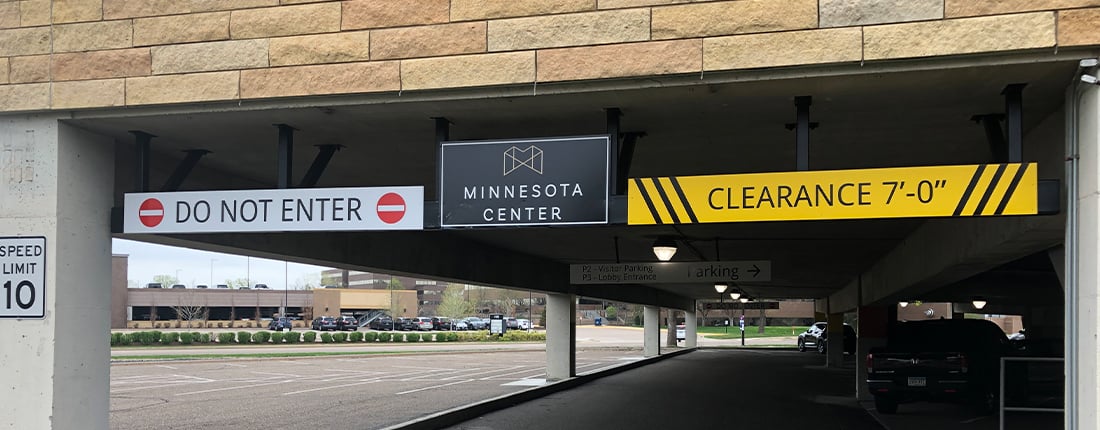 DO NOT ENTER
MINNESOTA
CENTER
CLEARANCE 7’-0”
SPEED
LIMIT
10
P2 - Visitor Parking
P3 - Lobby Entrance
Parking →